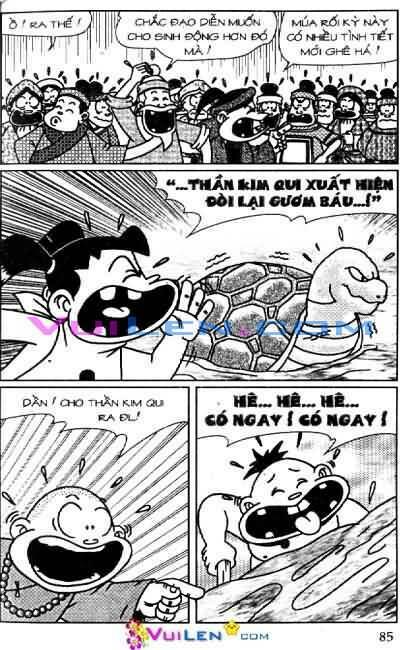 Ồ! RA THẾ!
CHẮC ĐẠO DIỄN MUỐN
CHO SINH ĐỘNG HƠN ĐÓ
MÀ!
MÚA RỐI KỲ NÀY
CÓ NHIỀU TÌNH TIẾT
MỚI GHÊ HÁ!
“...THẦN KIM QUI XUẤT HIỆN
ĐÒI LẠI GƯƠM BÁU...!”
VUILEN.COM
DẦN! CHO THẦN KIM QUI
RA ĐI!
HÊ... HÊ... HÊ...
CÓ NGAY! CÓ NGAY!
85
VUILEN.COM